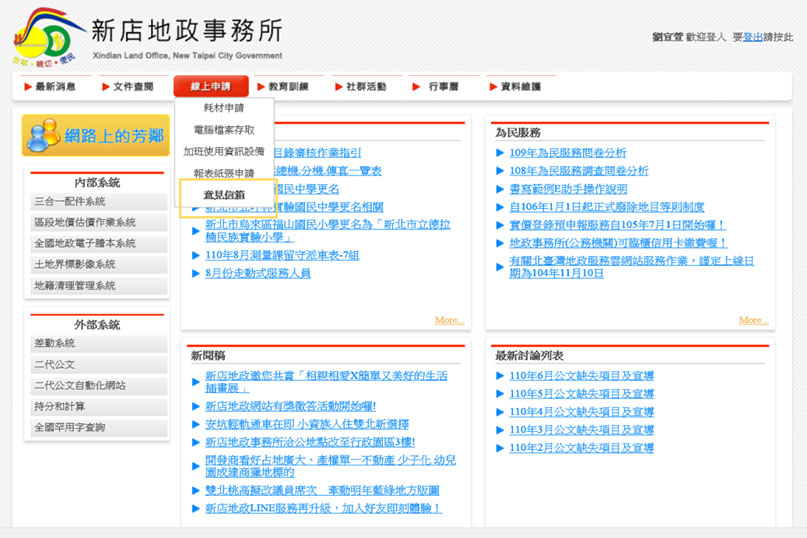 新店地政事務所
Xindian Land Office, New Taipei City Government
劉宣萱 歡迎登入 要登出請按此
最新消息
文件查閱
線上申請
教育訓練
社群活動
行事曆
資料維護
耗材申請
電腦檔案存取
加班使用資訊設備
報表紙張申請
意見信箱
網路上的芳鄰
內部系統
三合一配件系統
區段地價估價作業系統
全國地政電子謄本系統
土地界標影像系統
地籍清理管理系統
外部系統
差勤系統
二代公文
二代公文自動化網站
持分和計算
全國罕用字查詢
目錄審核作業指引
總機.分機.傳真一覽表
國民中學更名
實驗國民中學更名相關
新北市烏來區福山國民小學更名為「新北市立德拉
楠民族實驗小學」
110年8月測量課留守派車表-7組
8月份走動式服務人員
More...
為民服務
109年為民服務問卷分析
108年為民服務調查問卷分析
書寫範例E助手操作說明
自106年1月1日起正式廢除地目等則制度
實價登錄預申報服務自105年7月1日開始囉！
地政事務所(公務機關)可臨櫃信用卡繳費喔！
有關北臺灣地政服務雲網站服務作業，謹定上線日
期為104年11月10日
More...
新聞稿
新店地政邀您共賞「相親相愛X簡單又美好的生活
插畫展」
新店地政網站有獎徵答活動開始囉!
安坑輕軌通車在即 小資族入住雙北新選擇
新店地政事務所洽公地點改至行政園區3樓!
開發商看好占地廣大、產權單一不動產 少子化 幼兒
園成建商獵地標的
雙北桃高擬改議員席次　牽動明年藍綠地方版圖
新店地政LINE服務再升級，加入好友即刻體驗！
最新討論列表
110年6月公文缺失項目及宣導
110年5月公文缺失項目及宣導
110年4月公文缺失項目及宣導
110年3月公文缺失項目及宣導
110年2月公文缺失項目及宣導